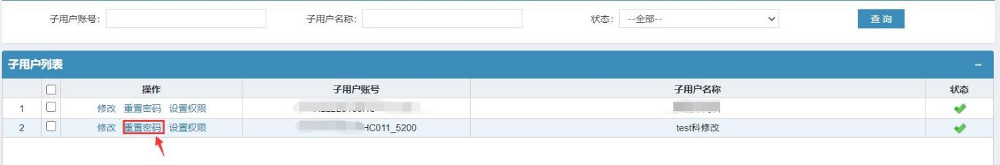 子用户账号: 子用户名称: 状态: --全部-- 查 询
子用户列表
操作 子用户账号 子用户名称 状态
1 修改 重置密码 设置权限
2 修改 重置密码 设置权限 HC011_5200 test科修改